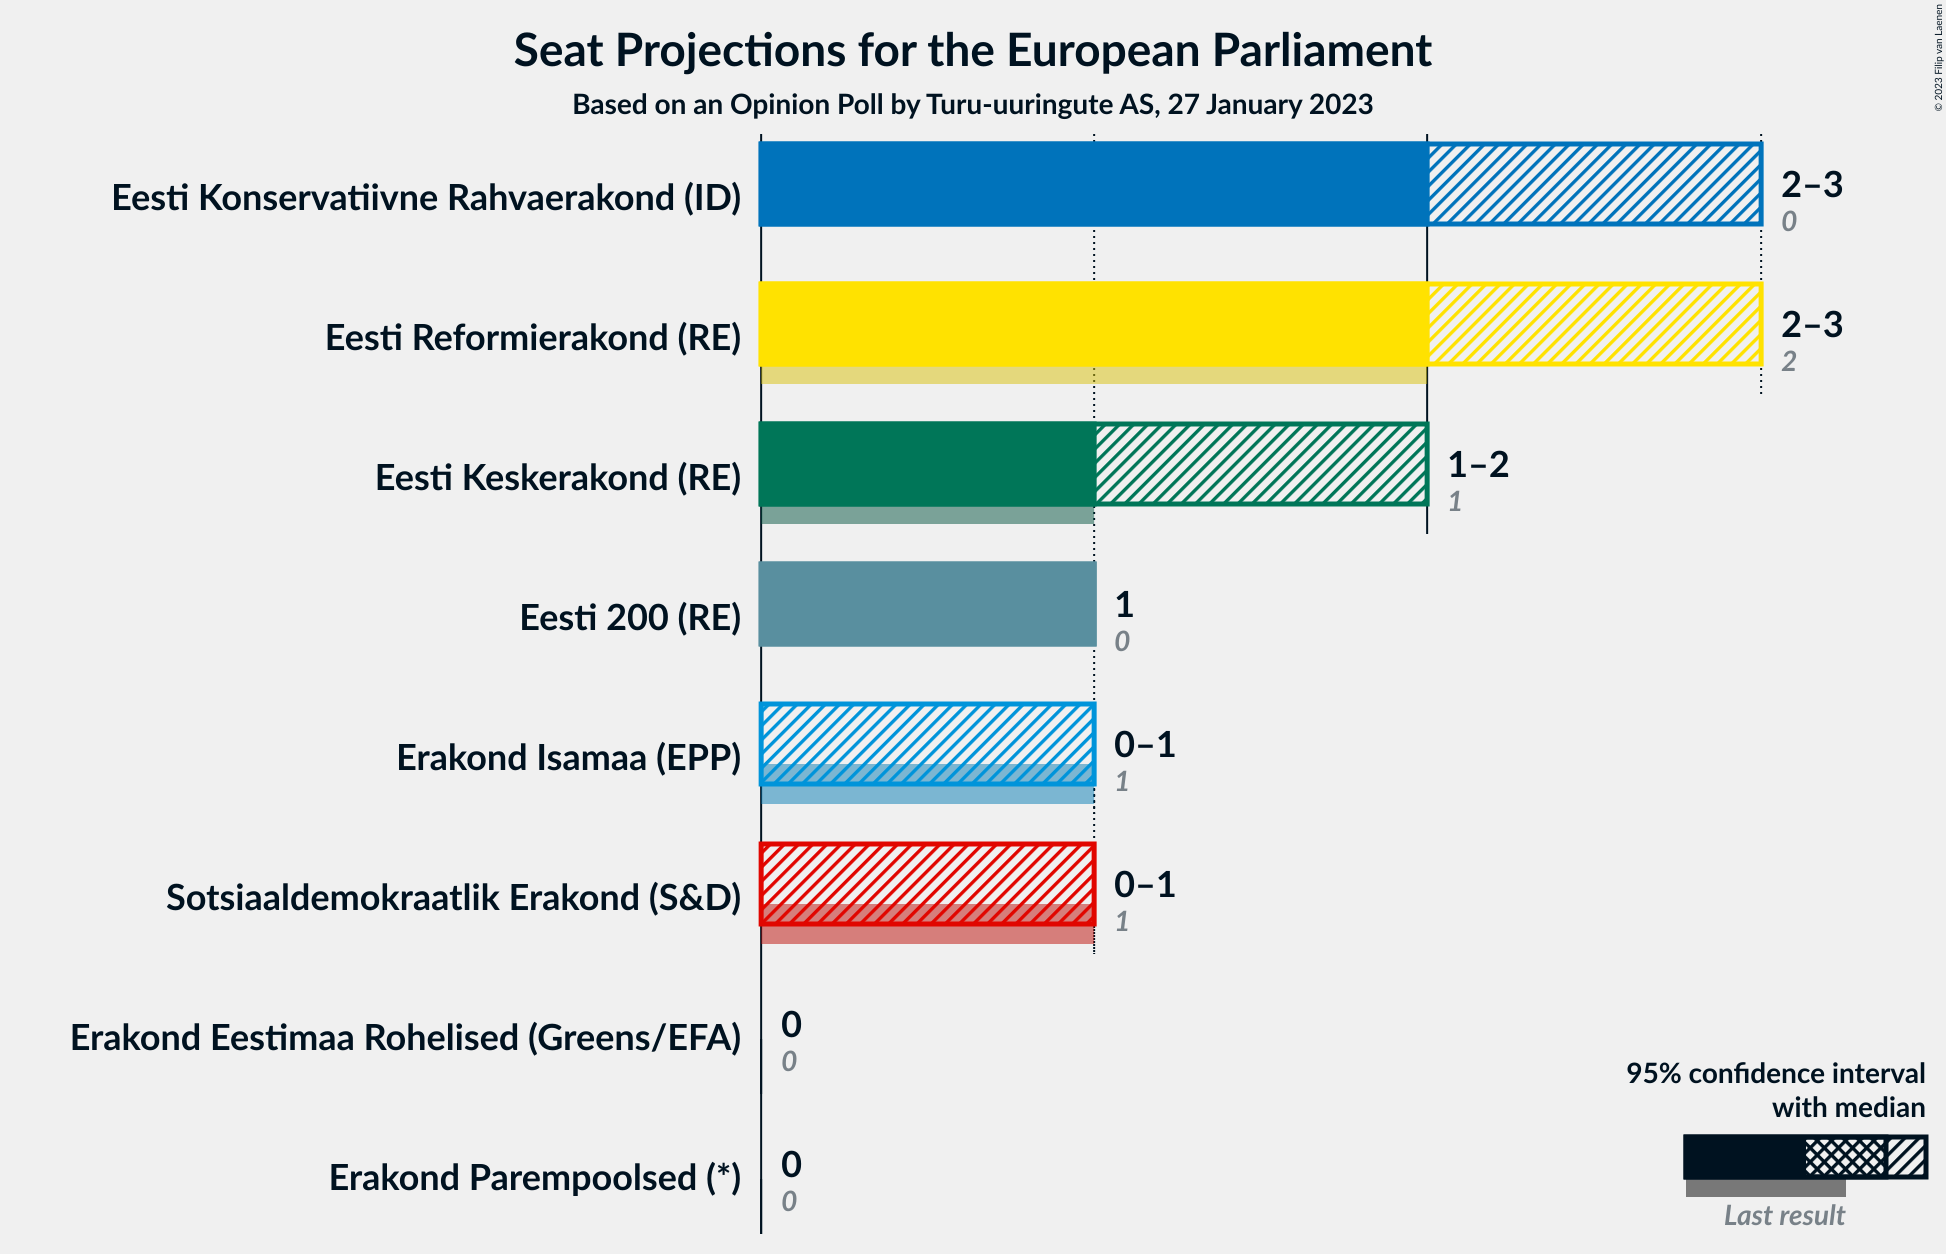 Seat Projections for the European Parliament
Based on an Opinion Poll by Turu-uuringute AS, 27 January 2023
© 2023 Filip van Laenen
Eesti Konservatiivne Rahvaerakond (ID)
2–3
0
Eesti Reformierakond (RE)
2–3
2
Eesti Keskerakond (RE)
1–2
1
Eesti 200 (RE)
1
0
Erakond Isamaa (EPP)
0–1
1
Sotsiaaldemokraatlik Erakond (S&D)
0–1
1
Erakond Eestimaa Rohelised (Greens/EFA)
0
0
Erakond Parempoolsed (*)
0
0
95% confidence interval
with median
Last result